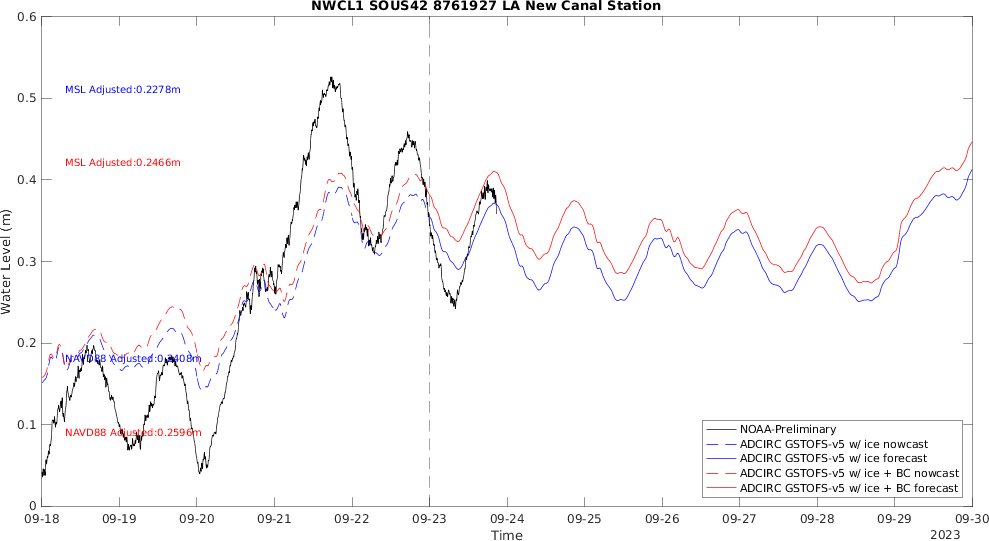 NWCL1 SOUS42 8761927 LA New Canal Station
0.6
0.5
0.4
0.3
0.2
0.1
0
Water Level (m)
MSL Adjusted:0.2278m
MSL Adjusted:0.2466m
NAVD88 Adjusted:0.2408m
NAVD88 Adjusted:0.2596m
NOAA-Preliminary
ADCIRC GSTOFS-v5 w/ ice nowcast
ADCIRC GSTOFS-v5 w/ ice forecast
ADCIRC GSTOFS-v5 w/ ice + BC nowcast
ADCIRC GSTOFS-v5 w/ ice + BC forecast
09-18 09-19 09-20 09-21 09-22 09-23 09-24 09-25 09-26 09-27 09-28 09-29 09-30
Time
2023